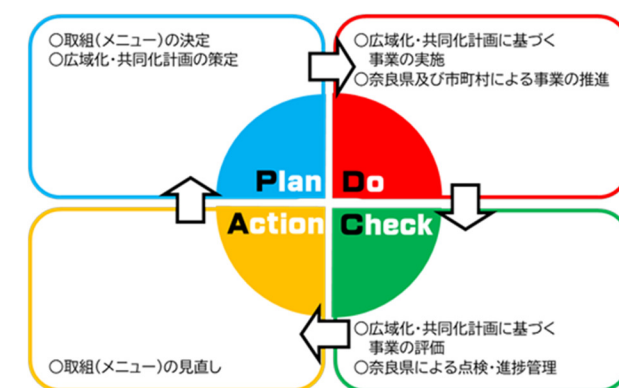 ○取組(メニュー)の決定
○広域化・共同化計画の策定
○広域化・共同化計画に基づく
事業の実施
○奈良県及び市町村による事業の推進
Plan
Do
Action
Check
○取組(メニュー)の見直し
○広域化・共同化計画に基づく
事業の評価
○奈良県による点検・進捗管理